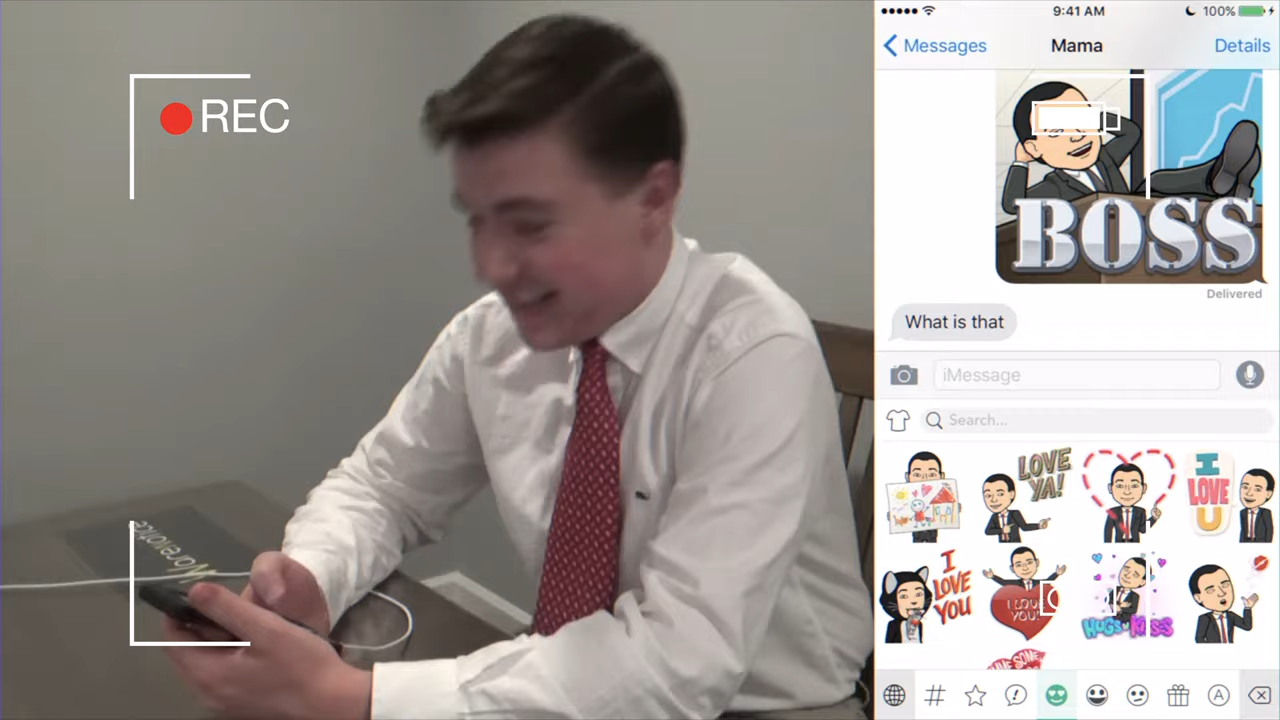 REC
9:41 AM
100%
Messages
Mama
Details
BOSS
Delivered
What is that
iMessage
Search...
LOVE
YA!
I
LOVE
U
I
LOVE
YOU
I LOVE
YOU!
HUGS
KISS